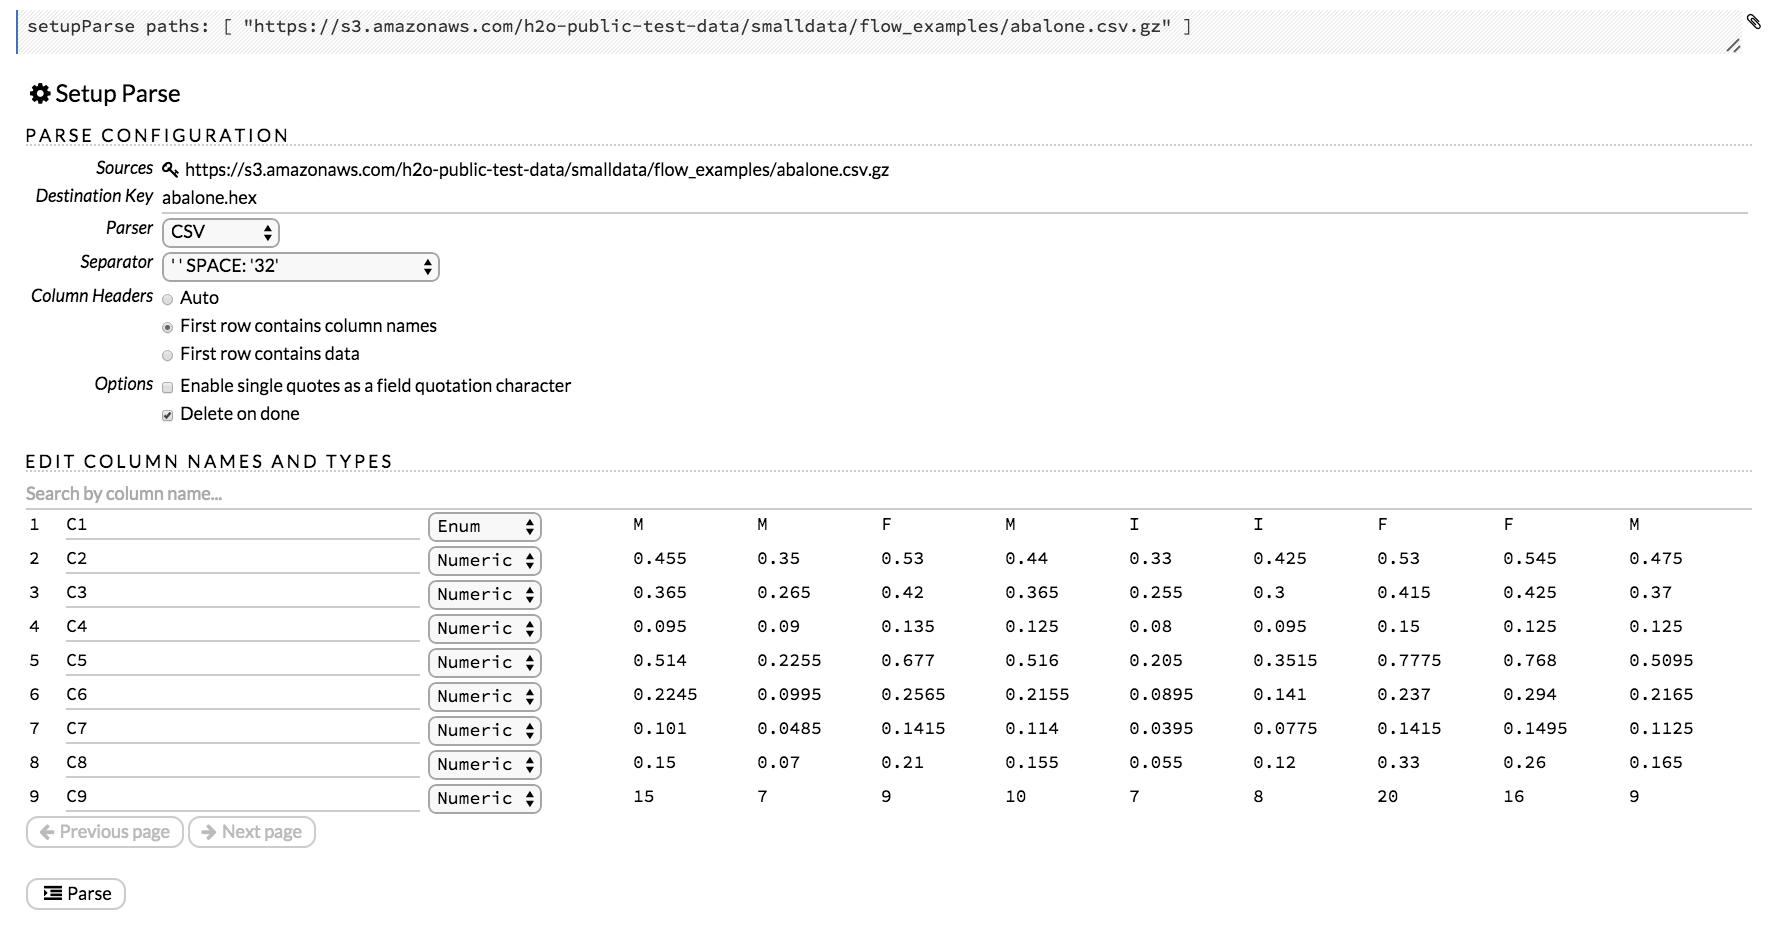 setupParse paths: [ "https://s3.amazonaws.com/h2o-public-test-data/smalldata/flow_examples/abalone.csv.gz" ]
Setup Parse
PARSE CONFIGURATION
Sources https://s3.amazonaws.com/h2o-public-test-data/smalldata/flow_examples/abalone.csv.gz
Destination Key abalone.hex
Parser CSV
Separator ' ' SPACE: '32'
Column Headers Auto
First row contains column names
First row contains data
Options Enable single quotes as a field quotation character
Delete on done
EDIT COLUMN NAMES AND TYPES
Search by column name...
1 C1 Enum M M F M I I F F M
2 C2 Numeric 0.455 0.35 0.53 0.44 0.33 0.425 0.53 0.545 0.475
3 C3 Numeric 0.365 0.265 0.42 0.365 0.255 0.3 0.415 0.425 0.37
4 C4 Numeric 0.095 0.09 0.135 0.125 0.08 0.095 0.15 0.125 0.125
5 C5 Numeric 0.514 0.2255 0.677 0.516 0.205 0.3515 0.7775 0.768 0.5095
6 C6 Numeric 0.2245 0.0995 0.2565 0.2155 0.0895 0.141 0.237 0.294 0.2165
7 C7 Numeric 0.101 0.0485 0.1415 0.114 0.0395 0.0775 0.1415 0.1495 0.1125
8 C8 Numeric 0.15 0.07 0.21 0.155 0.055 0.12 0.33 0.26 0.165
9 C9 Numeric 15 7 9 10 7 8 20 16 9
Previous page Next page
Parse